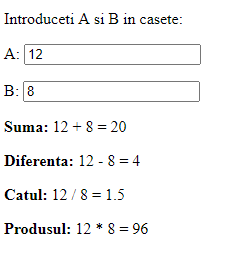 Introduceti A si B in casete:
A: 12
B: 8
Suma: 12 + 8 = 20
Diferenta: 12 - 8 = 4
Catul: 12 / 8 = 1.5
Produsul: 12 * 8 = 96